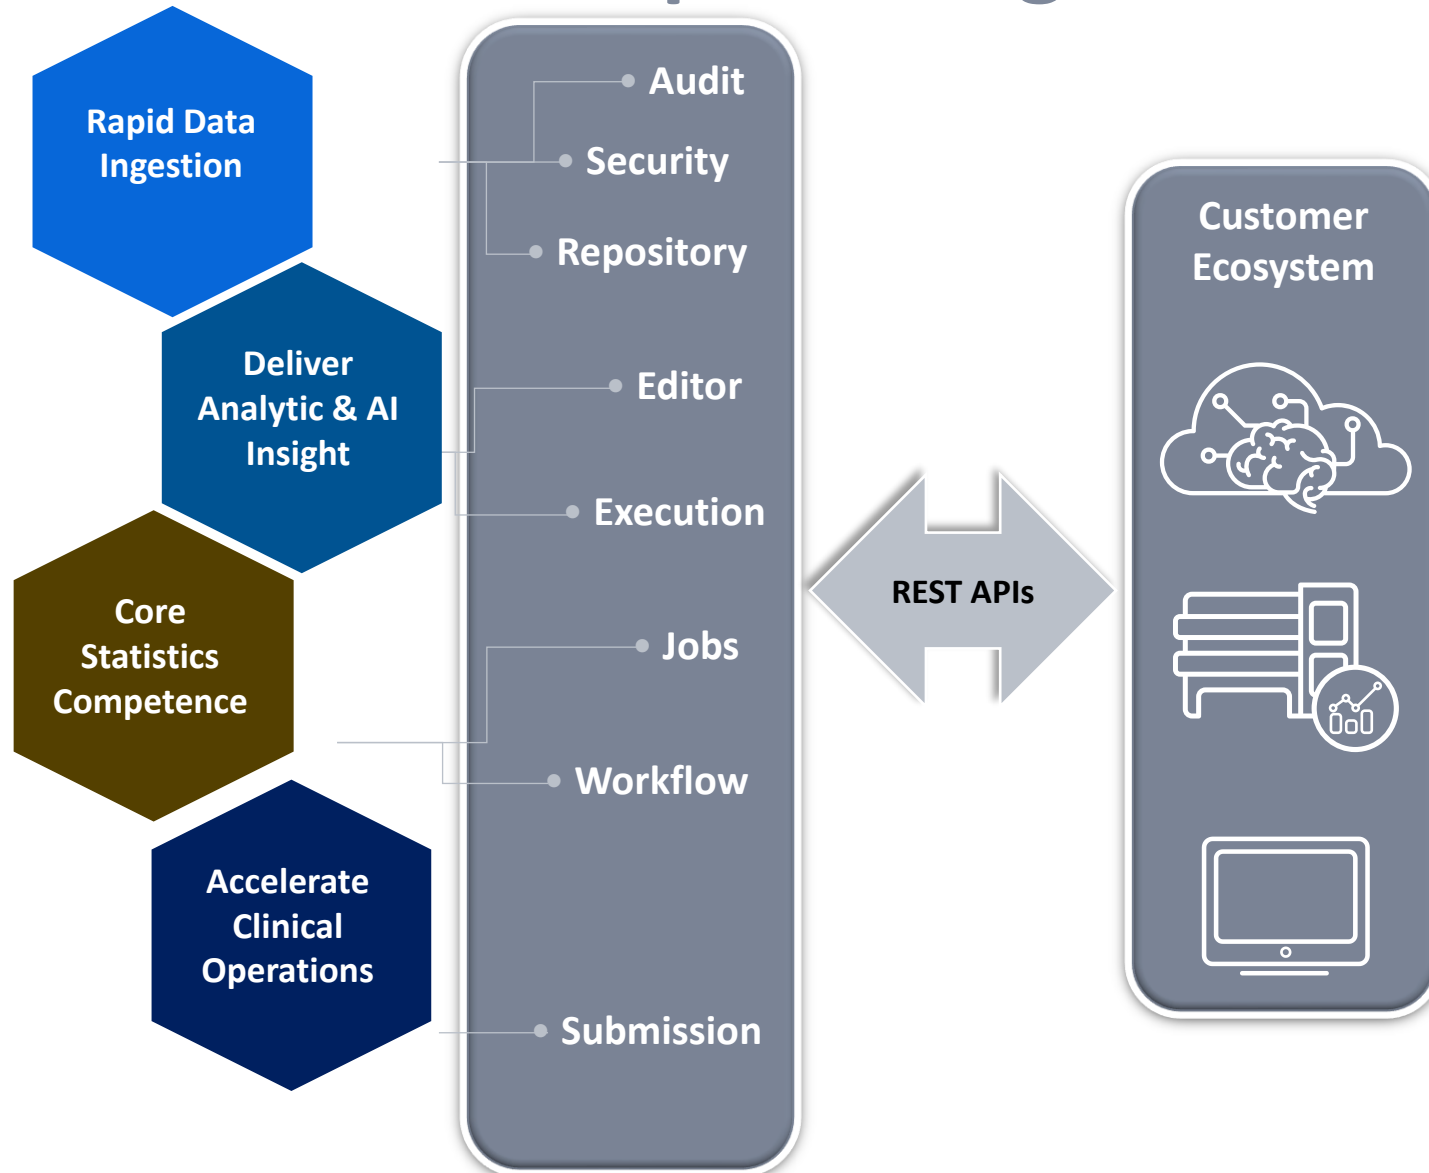 Rapid Data
Ingestion
Deliver
Analytic & AI
Insight
Core
Statistics
Competence
Accelerate
Clinical
Operations
Audit
Security
Repository
Editor
Execution
Jobs
Workflow
Submission
REST APIs
Customer
Ecosystem